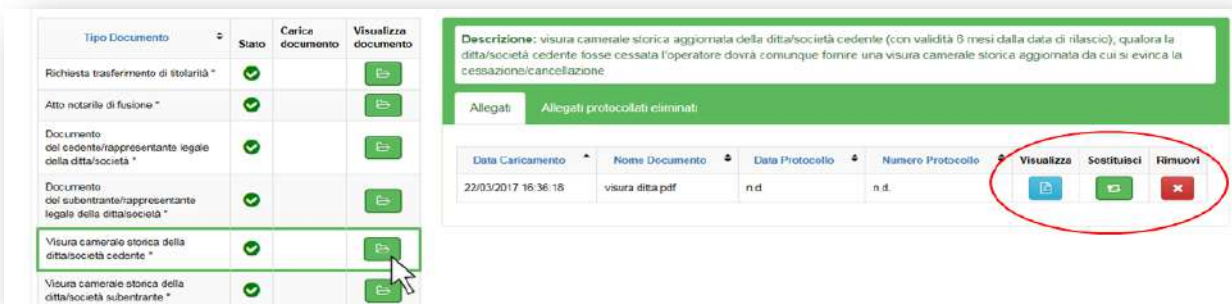 Tipo Documento
Stato
Carica
documento
Visualizza
documento
Richiesta trasferimento di titolarità *
Atto notarile di fusione *
Documento
del cedente/rappresentante legale
della ditta/società *
Documento
del subentrante/rappresentante
legale della ditta/società *
Visura camerale storica della
ditta/società cedente *
Visura camerale storica della
ditta/società subentrante *
Descrizione: visura camerale storica aggiornata della ditta/società cedente (con validità 6 mesi dalla data di rilascio), qualora la
ditta/società cedente fosse cessata l'operatore dovrà comunque fornire una visura camerale storica aggiornata da cui si evinca la
cessazione/cancellazione
Allegati
Allegati protocollati eliminati
Data Caricamento
Nome Documento
Data Protocollo
Numero Protocollo
Visualizza
Sostituisci
Rimuovi
22/03/2017 16:36:18
visura ditta.pdf
n.d.
n.d.